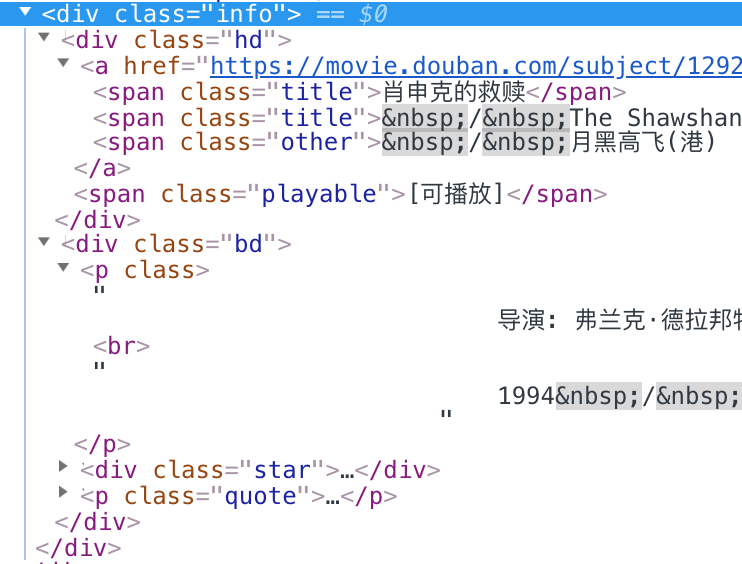 <div class="info"> == $0
<div class="hd">
<a href="https://movie.douban.com/subject/1292
<span class="title">肖申克的救赎</span>
<span class="title">&nbsp;/&nbsp;The Shawshan
<span class="other">&nbsp;/&nbsp;月黑高飞(港)
</a>
<span class="playable">[可播放]</span>
</div>
<div class="bd">
<p class>
"
导演: 弗兰克·德拉邦特
<br>
"
1994&nbsp;/&nbsp;
"
</p>
<div class="star">…</div>
<p class="quote">…</p>
</div>
</div>